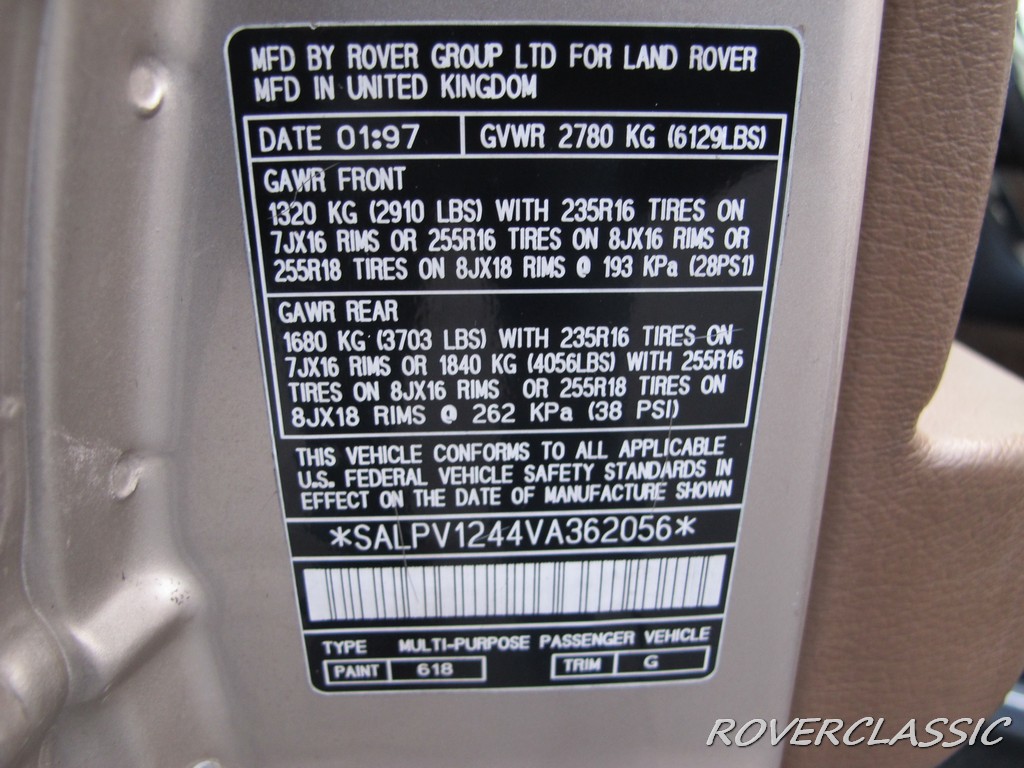 MFD BY ROVER GROUP LTD FOR LAND ROVER
MFD IN UNITED KINGDOM
DATE 01:97 GVWR 2780 KG (6129LBS)
GAWR FRONT
1320 KG (2910 LBS) WITH 235R16 TIRES ON
7JX16 RIMS OR 255R16 TIRES ON 8JX16 RIMS OR
255R18 TIRES ON 8JX18 RIMS @ 193 KPa (28PS1)
GAWR REAR
1680 KG (3703 LBS) WITH 235R16 TIRES ON
7JX16 RIMS OR 1840 KG (4056LBS) WITH 255R16
TIRES ON 8JX16 RIMS OR 255R18 TIRES ON
8JX18 RIMS @ 262 KPa (38 PSI)
THIS VEHICLE CONFORMS TO ALL APPLICABLE
U.S. FEDERAL VEHICLE SAFETY STANDARDS IN
EFFECT ON THE DATE OF MANUFACTURE SHOWN
*SALPV1244VA362056*
TYPE MULTI-PURPOSE PASSENGER VEHICLE
PAINT 618 TRIM G
ROVERCLASSIC